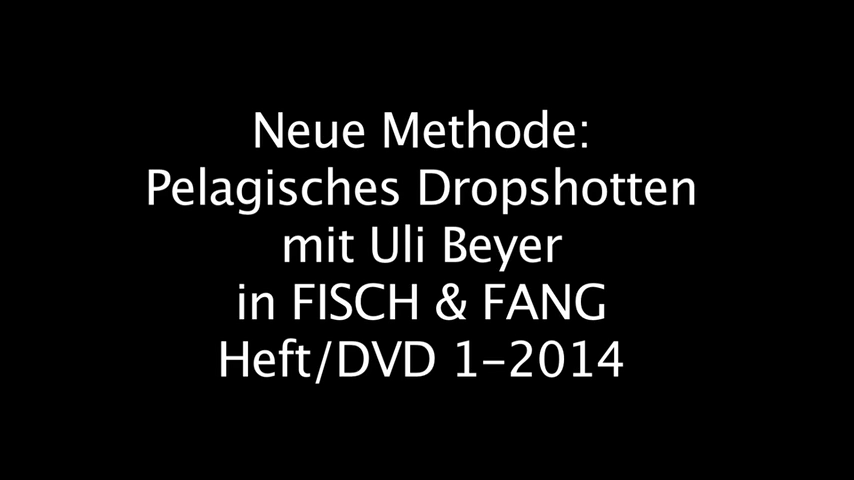 Neue Methode:
Pelagisches Dropshotten
mit Uli Beyer
in FISCH & FANG
Heft/DVD 1-2014